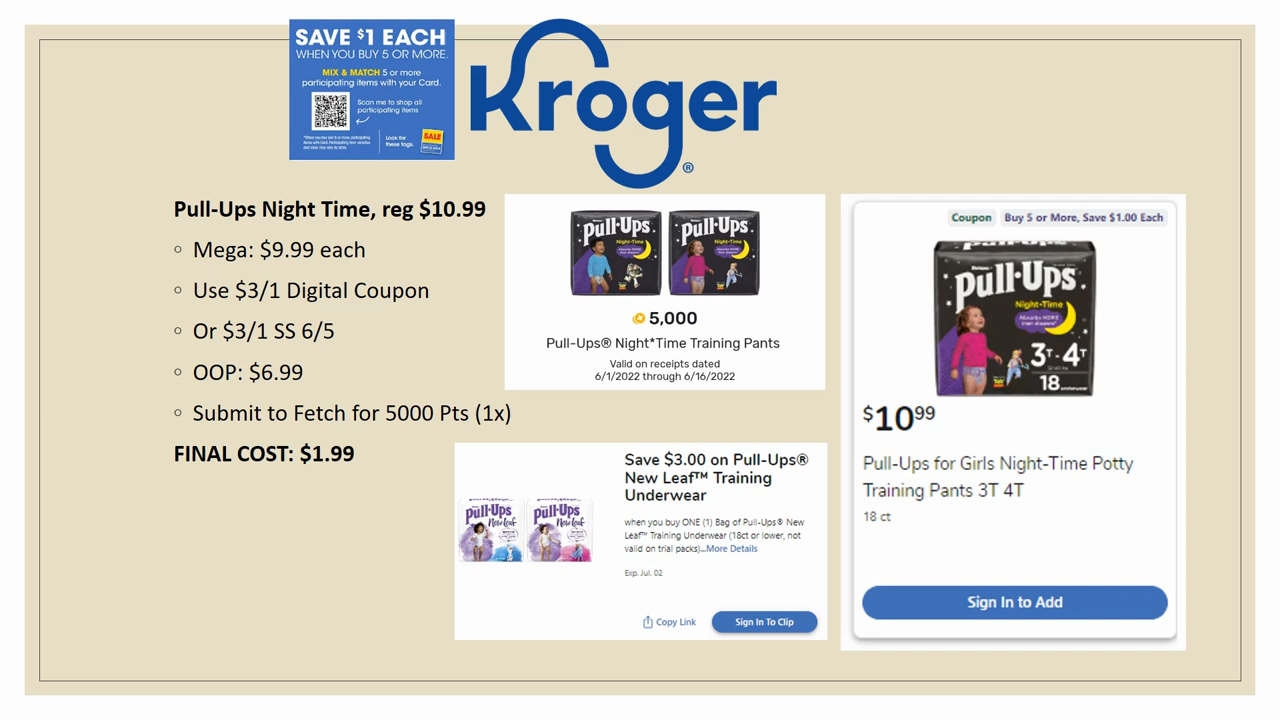 SAVE $1 EACH
WHEN YOU BUY 5 OR MORE.
MIX & MATCH 5 or more
participating items with your Card.
Scan me to shop all
participating items
Look for
these tags.
SALE
Kroger
®
Pull-Ups Night Time, reg $10.99
◦ Mega: $9.99 each
◦ Use $3/1 Digital Coupon
◦ Or $3/1 SS 6/5
◦ OOP: $6.99
◦ Submit to Fetch for 5000 Pts (1x)
FINAL COST: $1.99
Pull-Ups
Night-Time
Pull-Ups
Night-Time
5,000
Pull-Ups® Night*Time Training Pants
Valid on receipts dated
6/1/2022 through 6/16/2022
Pull-Ups
New Leaf
Pull-Ups
New Leaf
Save $3.00 on Pull-Ups®
New Leaf™ Training
Underwear
when you buy ONE (1) Bag of Pull-Ups® New
Leaf™ Training Underwear (18ct or lower, not
valid on trial packs)...More Details
Exp. Jul. 02
Copy Link
Sign In To Clip
Coupon
Buy 5 or More, Save $1.00 Each
Pull-Ups
Night-Time
Absorbs MORE
than diapers
3T-4T
18 underwear
$10⁹⁹
Pull-Ups for Girls Night-Time Potty
Training Pants 3T 4T
18 ct
Sign In to Add